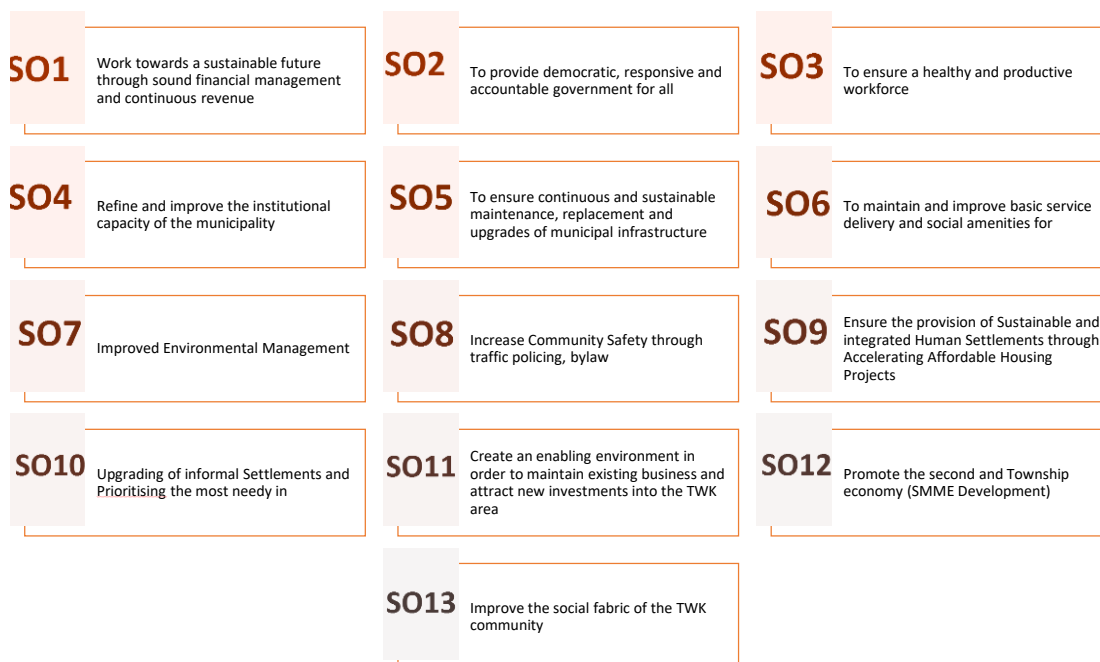 SO1
Work towards a sustainable future
through sound financial management
and continuous revenue
SO2
To provide democratic, responsive and
accountable government for all
SO3
To ensure a healthy and productive
workforce
SO4
Refine and improve the institutional
capacity of the municipality
SO5
To ensure continuous and sustainable
maintenance, replacement and
upgrades of municipal infrastructure
SO6
To maintain and improve basic service
delivery and social amenities for
SO7
Improved Environmental Management
SO8
Increase Community Safety through
traffic policing, bylaw
SO9
Ensure the provision of Sustainable and
integrated Human Settlements through
Accelerating Affordable Housing
Projects
SO10
Upgrading of informal Settlements and
Prioritising the most needy in
SO11
Create an enabling environment in
order to maintain existing business and
attract new investments into the TWK
area
SO12
Promote the second and Township
economy (SMME Development)
SO13
Improve the social fabric of the TWK
community